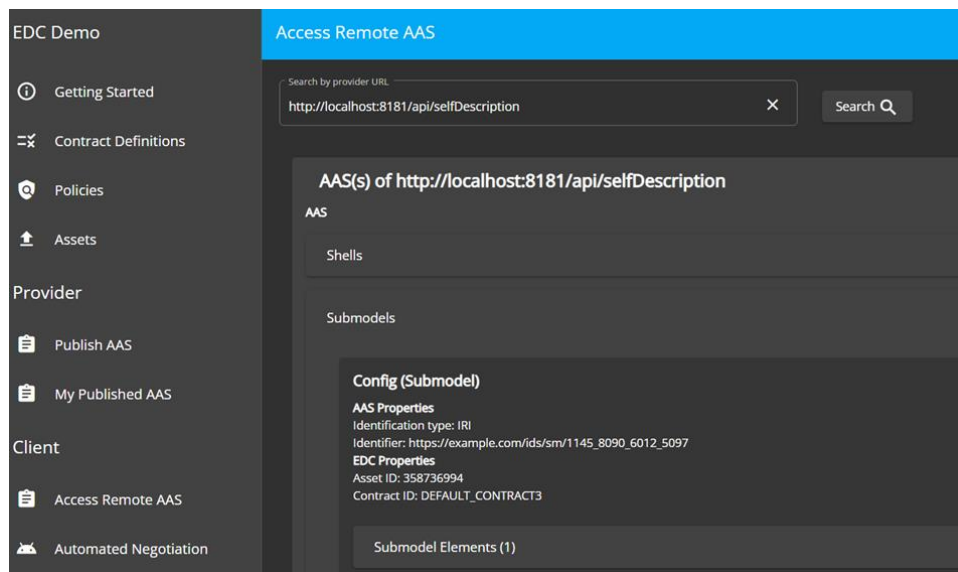 EDC Demo
Getting Started
Contract Definitions
Policies
Assets
Provider
Publish AAS
My Published AAS
Client
Access Remote AAS
Automated Negotiation
Access Remote AAS
Search by provider URL
http://localhost:8181/api/selfDescription
Search
AAS(s) of http://localhost:8181/api/selfDescription
AAS
Shells
Submodels
Config (Submodel)
AAS Properties
Identification type: IRI
Identifier: https://example.com/ids/sm/1145_8090_6012_5097
EDC Properties
Asset ID: 358736994
Contract ID: DEFAULT_CONTRACT3
Submodel Elements (1)